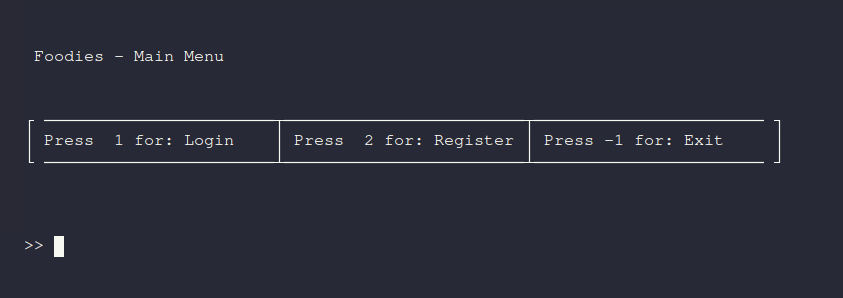 Foodies - Main Menu
Press  1 for: Login Press  2 for: Register Press -1 for: Exit
>>